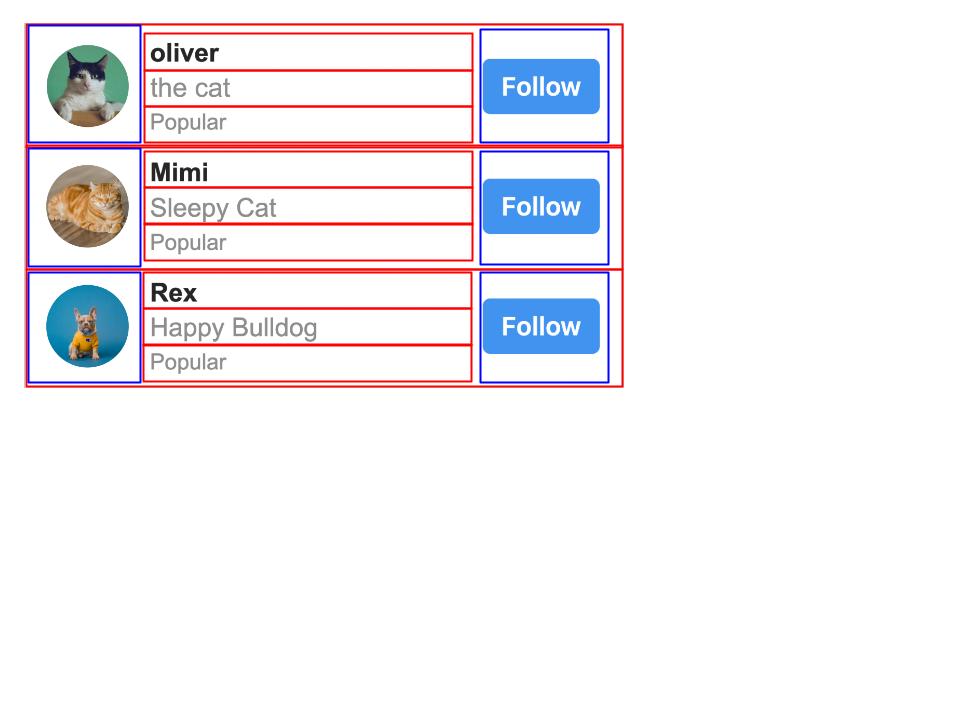 oliver
the cat
Popular
Follow
Mimi
Sleepy Cat
Popular
Follow
Rex
Happy Bulldog
Popular
Follow